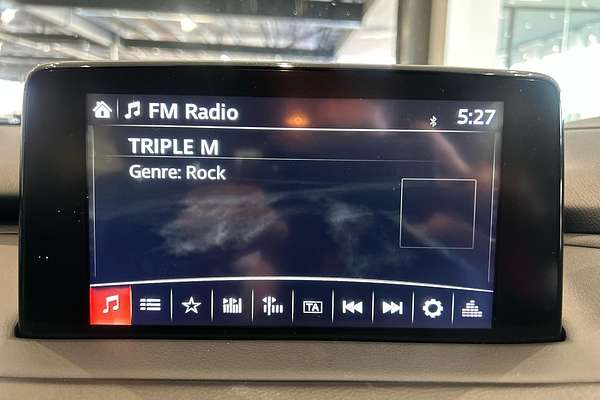 FM Radio 5:27
TRIPLE M
Genre: Rock
TA